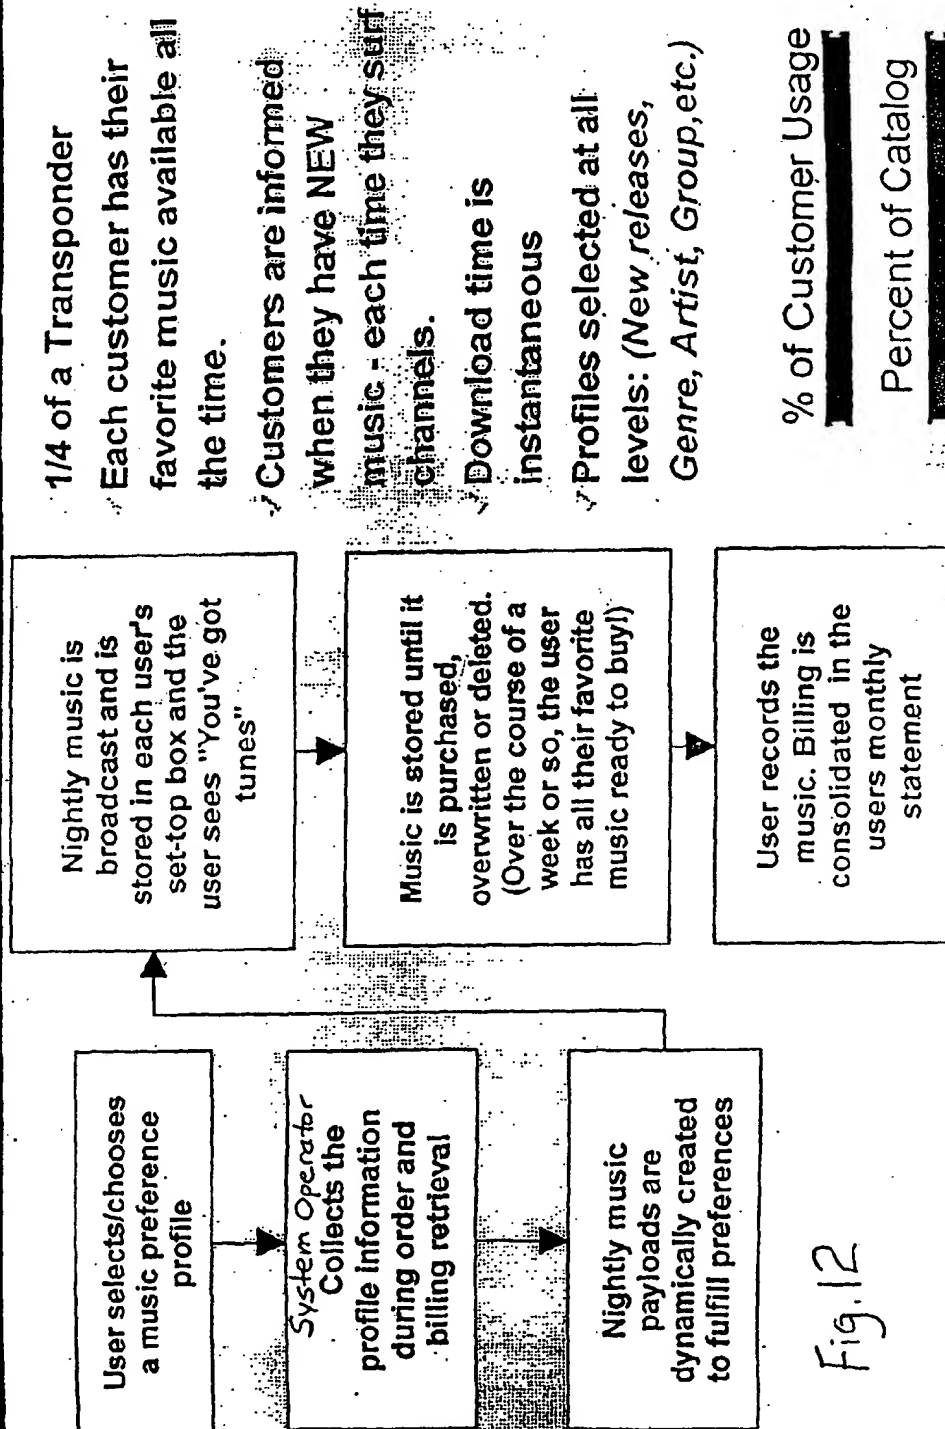 User selects/chooses
a music preference
profile
System Operator
Collects the
profile information
during order and
billing retrieval
Nightly music
payloads are
dynamically created
to fulfill preferences
Nightly music is
broadcast and is
stored in each user's
set-top box and the
user sees "You've got
tunes"
Music is stored until it
is purchased,
overwritten or deleted.
(Over the course of a
week or so, the user
has all their favorite
music ready to buy!)
User records the
music. Billing is
consolidated in the
users monthly
statement
1/4 of a Transponder
Each customer has their
favorite music available all
the time.
Customers are informed
when they have NEW
music - each time they surf
channels.
Download time is
instantaneous
Profiles selected at all
levels: (New releases,
Genre, Artist, Group, etc.)
% of Customer Usage
Percent of Catalog
Fig. 12